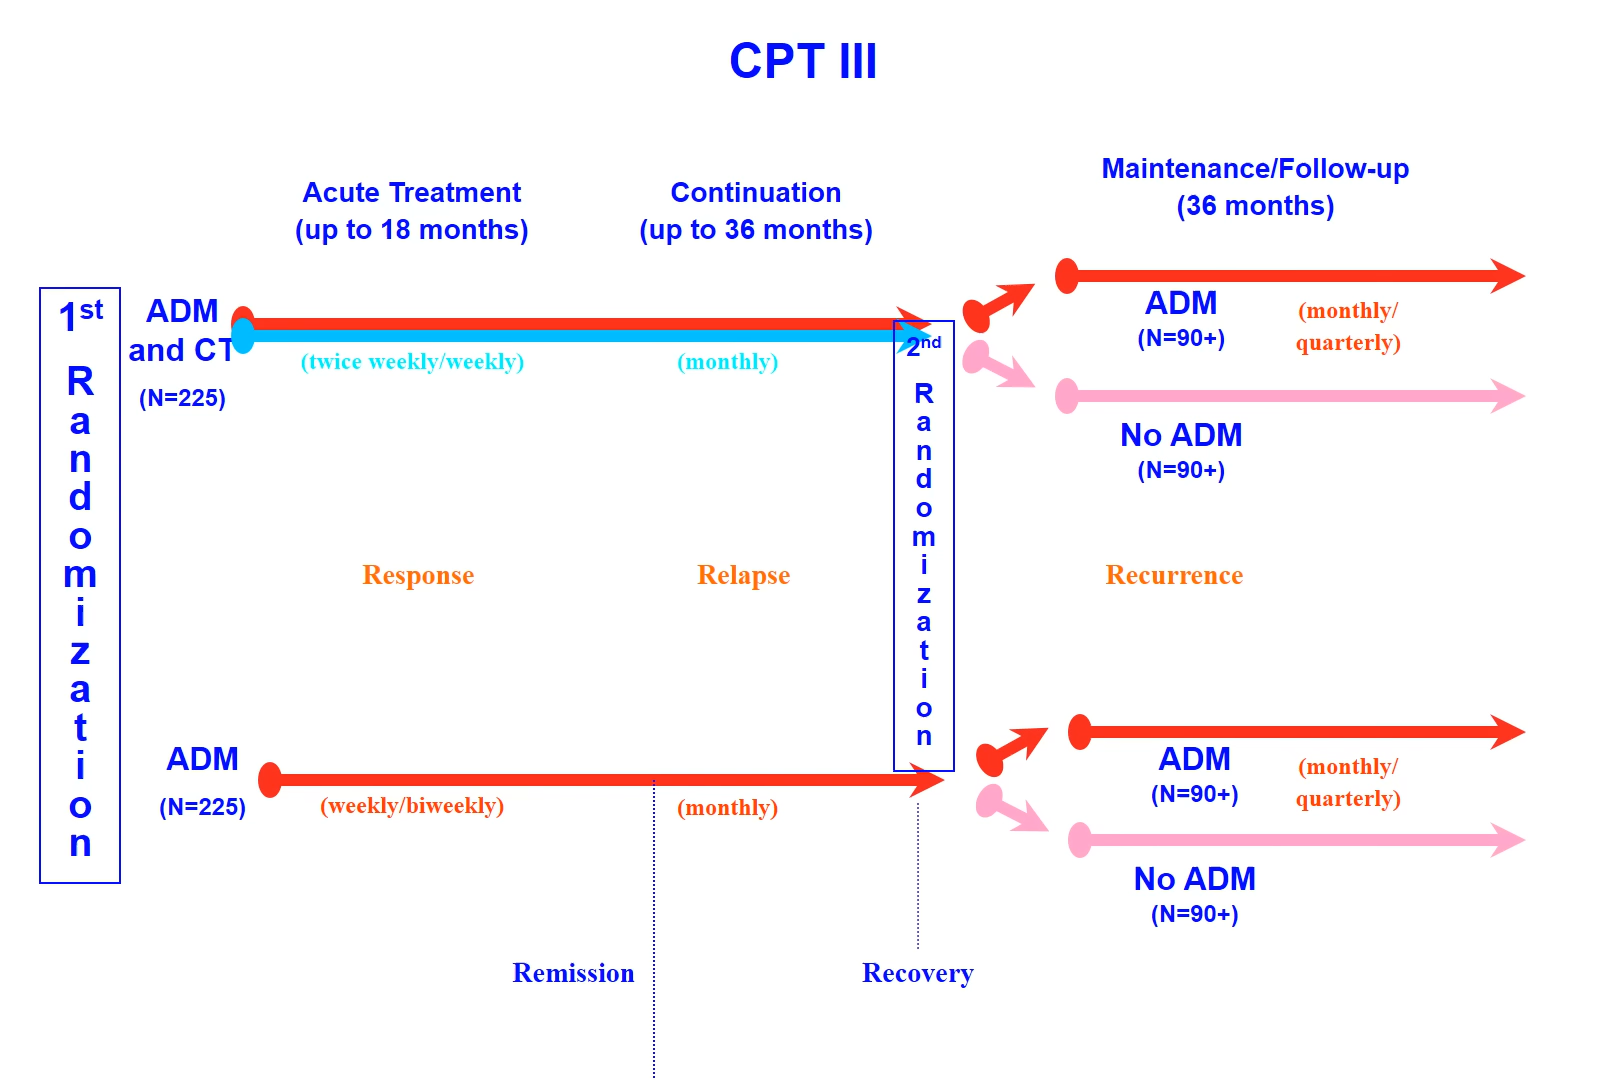 CPT III
Acute Treatment
(up to 18 months)
Continuation
(up to 36 months)
Maintenance/Follow-up
(36 months)
1st
Randomization
ADM
and CT
(N=225)
(twice weekly/weekly)
(monthly)
2nd
Randomization
ADM
(N=90+)
(monthly/
quarterly)
No ADM
(N=90+)
Response
Relapse
Recurrence
ADM
(N=225)
(weekly/biweekly)
(monthly)
ADM
(N=90+)
(monthly/
quarterly)
No ADM
(N=90+)
Remission
Recovery